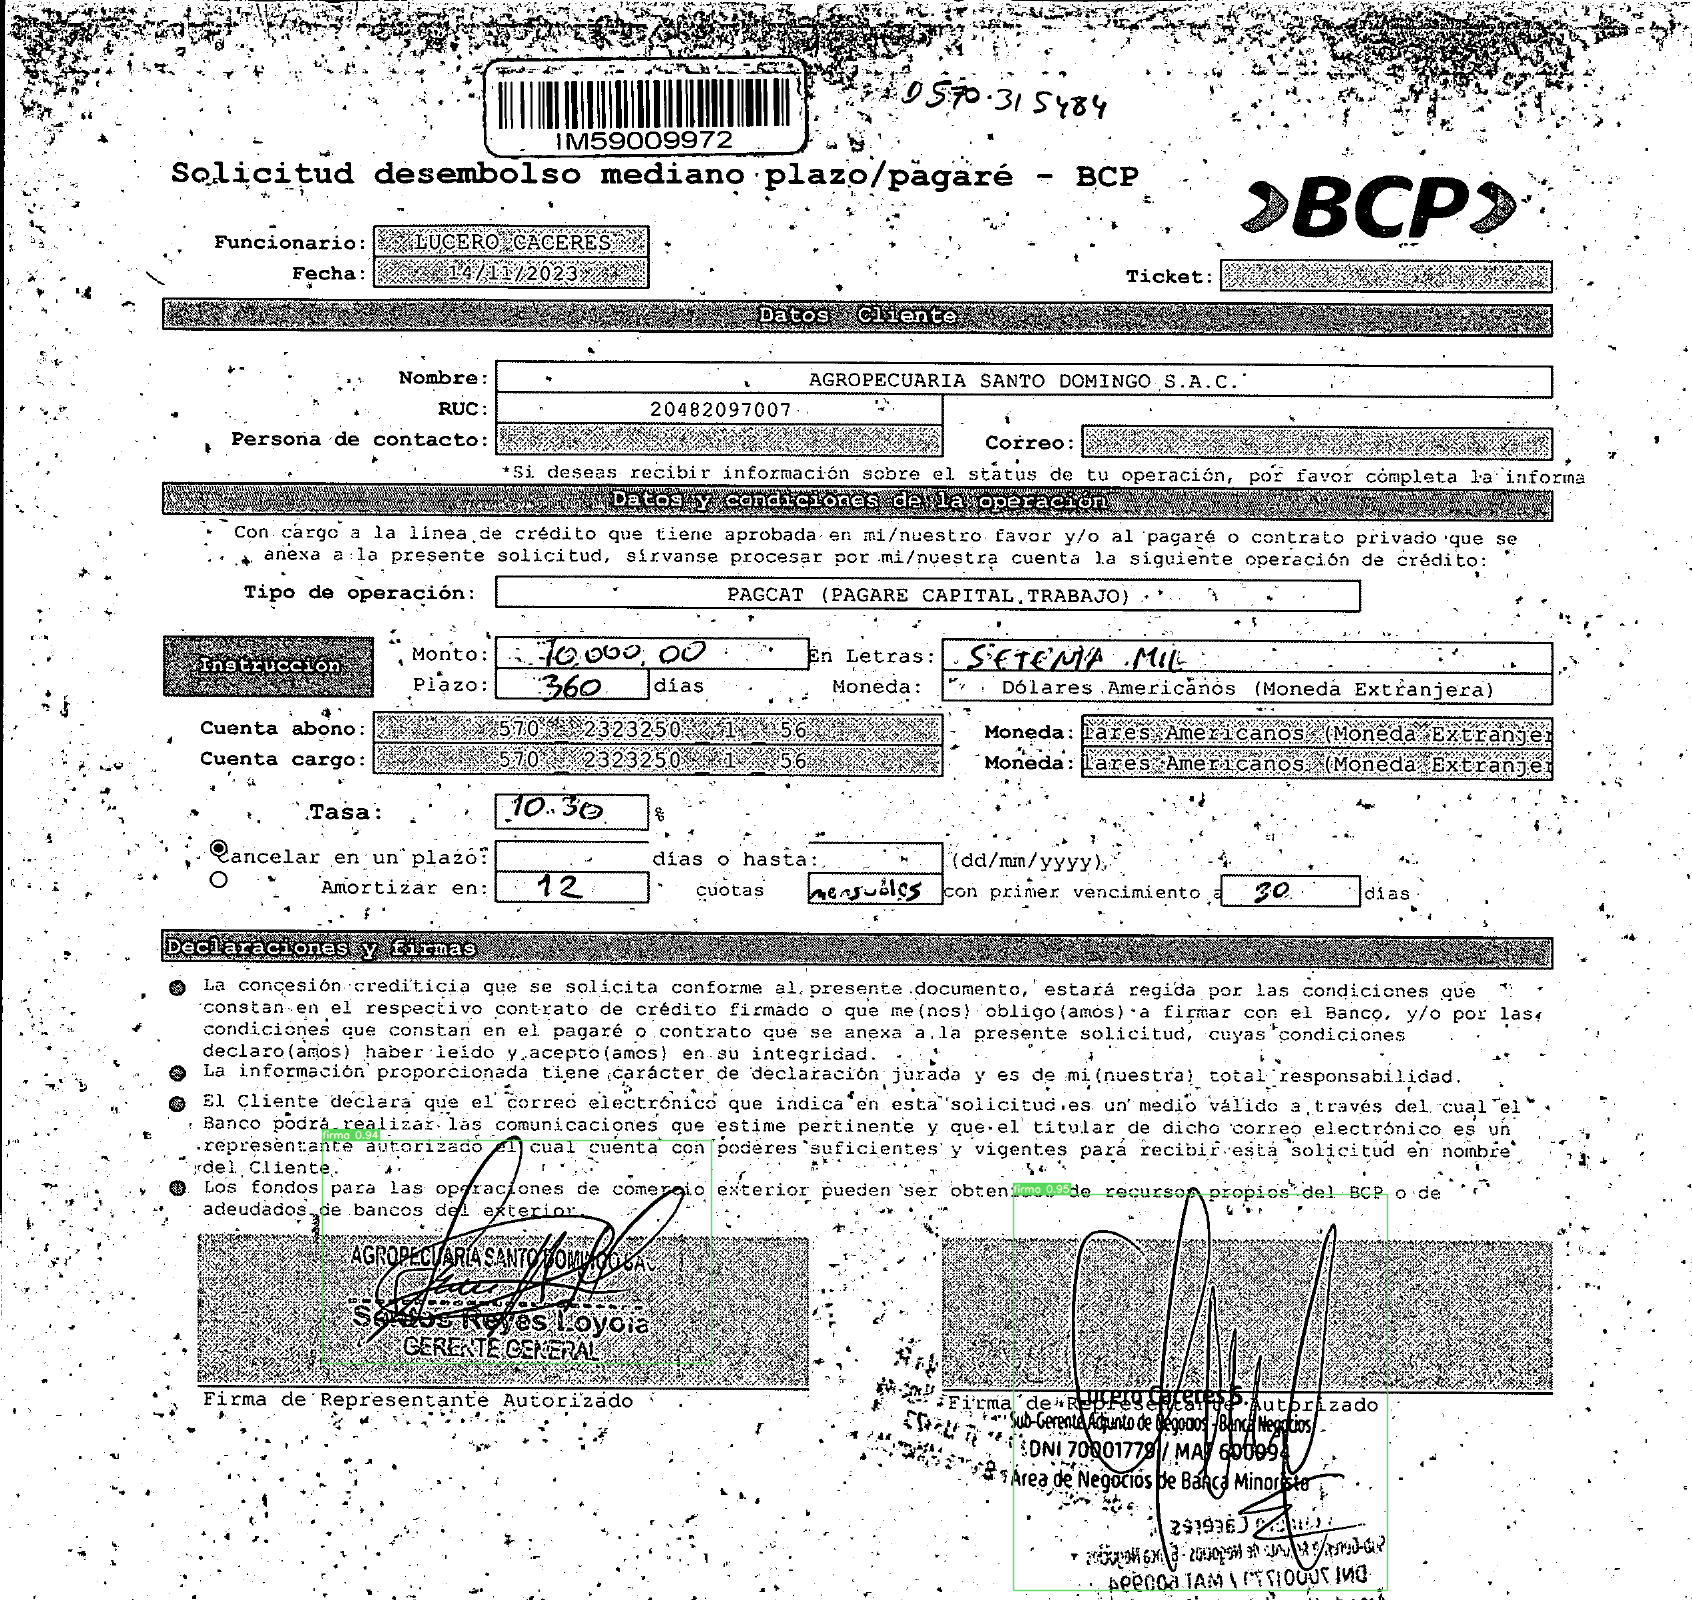 D570.315484
IM59009972
Solicitud desembolso mediano plazo/pagaré - BCP
BCP
Funcionario: LUCERO CACERES
Fecha: 14/11/2023
Ticket:
Datos Cliente
Nombre: AGROPECUARIA SANTO DOMINGO S.A.C.
RUC: 20482097007
Persona de contacto: Correo:
*Si deseas recibir información sobre el status de tu operación, por favor completa la informa
Datos y condiciones de la operación
Con cargo a la línea de crédito que tiene aprobada en mi/nuestro favor y/o al pagaré o contrato privado que se
anexa a la presente solicitud, sírvanse procesar por mi/nuestra cuenta la siguiente operación de crédito:
Tipo de operación: PAGCAT (PAGARE CAPITAL TRABAJO)
Instrucción
Monto: 70,000.00 En Letras: SETENTA MIL
Plazo: 360 días Moneda: Dólares Americanos (Moneda Extranjera)
Cuenta abono: 570 2323250 1 56 Moneda: lares Americanos (Moneda Extranjer
Cuenta cargo: 570 _ 2323250 _ 1 _ 56 Moneda: lares Americanos (Moneda Extranjer
Tasa: 10.30 %
Cancelar en un plazo: días o hasta: (dd/mm/yyyy)
Amortizar en: 12 cuotas mensuales con primer vencimiento a 30 días
Declaraciones y firmas
La concesión crediticia que se solicita conforme al presente documento, estará regida por las condiciones que
constan en el respectivo contrato de crédito firmado o que me(nos) obligo(amos) a firmar con el Banco, y/o por las
condiciones que constan en el pagaré o contrato que se anexa a la presente solicitud, cuyas condiciones
declaro(amos) haber leído y acepto(amos) en su integridad.
La información proporcionada tiene carácter de declaración jurada y es de mi(nuestra) total responsabilidad.
El Cliente declara que el correo electrónico que indica en esta solicitud es un medio válido a través del cual el
Banco podrá realizar las comunicaciones que estime pertinente y que el titular de dicho correo electrónico es un
firma 0.94
representante autorizado el cual cuenta con poderes suficientes y vigentes para recibir esta solicitud en nombre
del Cliente.
Los fondos para las operaciones de comercio exterior pueden ser obten firma 0.95 de recursos propios del BCP o de
adeudados de bancos del exterior.
AGROPECUARIA SANTO DOMINGO SAC
Santos Reyes Loyola
GERENTE GENERAL
Firma de Representante Autorizado
Firma de Representante Autorizado
Lucero Caceres S.
Sub-Gerente Adjunto de Negocios - Banca Negocios
DNI 70001779 / MAT 600994
Area de Negocios de Banca Minorista
Lucero Caceres
Sub-Gerente Adjunto de Negocios - Banca Negocios
DNI 70001779 / MAT 600994